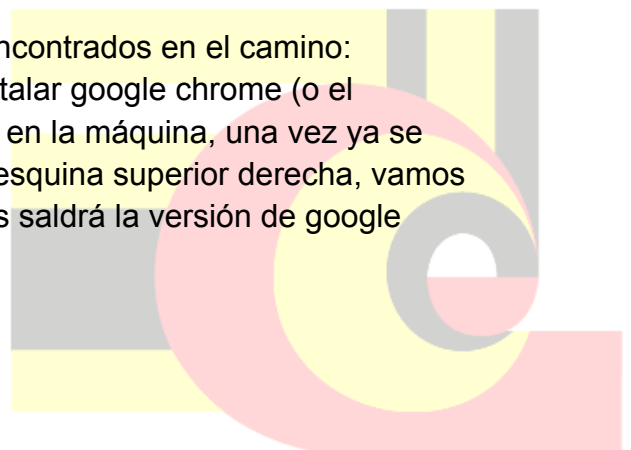 ncontrados en el camino:
talar google chrome (o el
en la máquina, una vez ya se
esquina superior derecha, vamos
s saldrá la versión de google